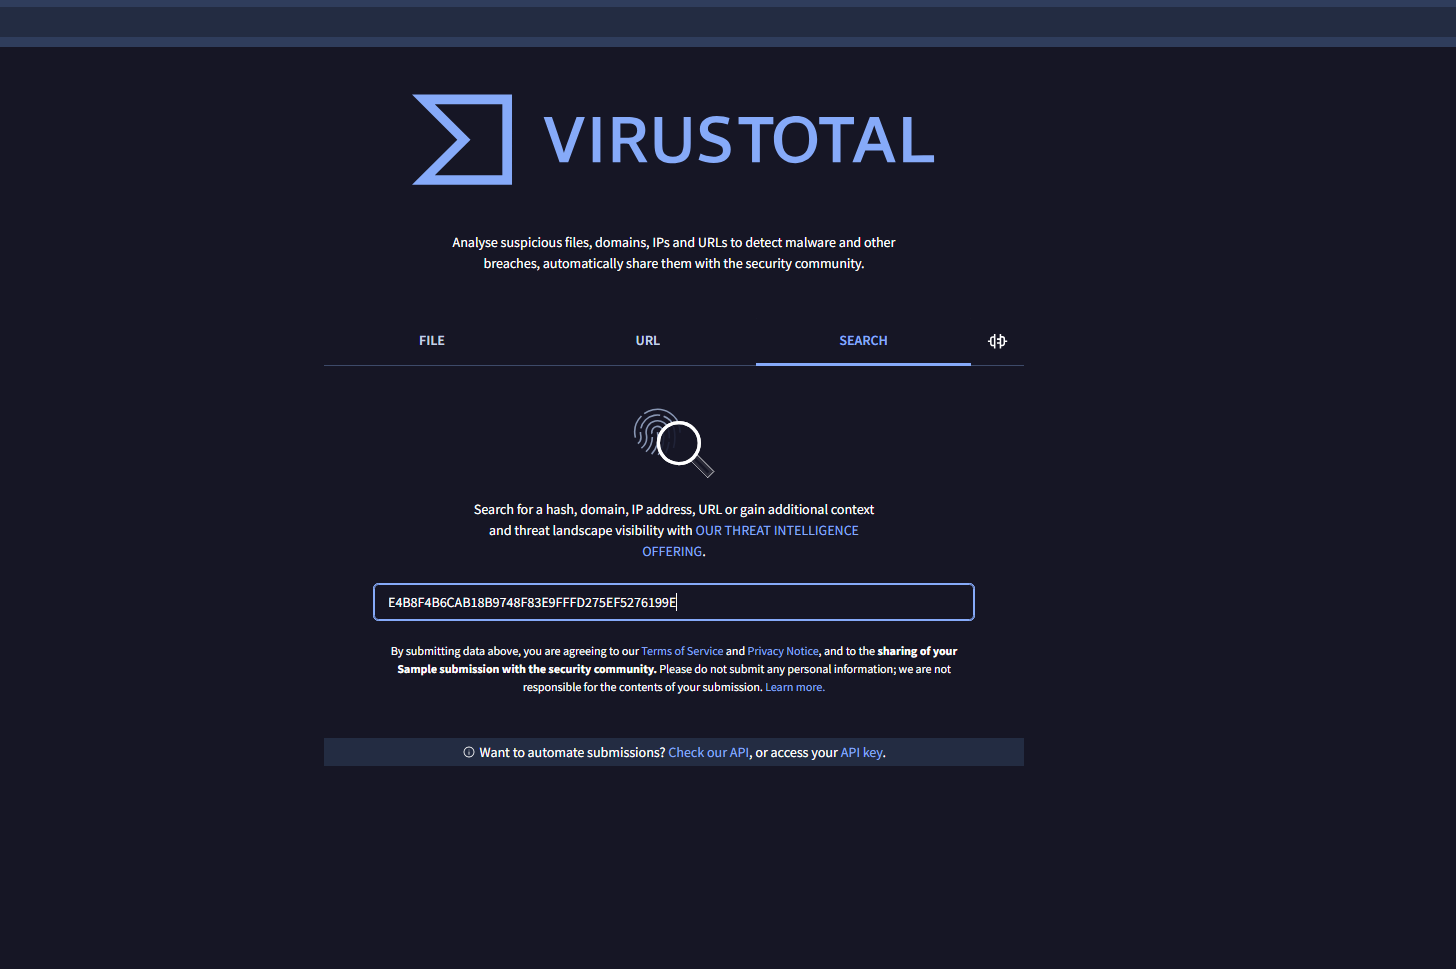 VIRUSTOTAL
Analyse suspicious files, domains, IPs and URLs to detect malware and other
breaches, automatically share them with the security community.
FILE URL SEARCH
Search for a hash, domain, IP address, URL or gain additional context
and threat landscape visibility with OUR THREAT INTELLIGENCE
OFFERING.
E4B8F4B6CAB18B9748F83E9FFFD275EF5276199E
By submitting data above, you are agreeing to our Terms of Service and Privacy Notice, and to the sharing of your
Sample submission with the security community. Please do not submit any personal information; we are not
responsible for the contents of your submission. Learn more.
Want to automate submissions? Check our API, or access your API key.